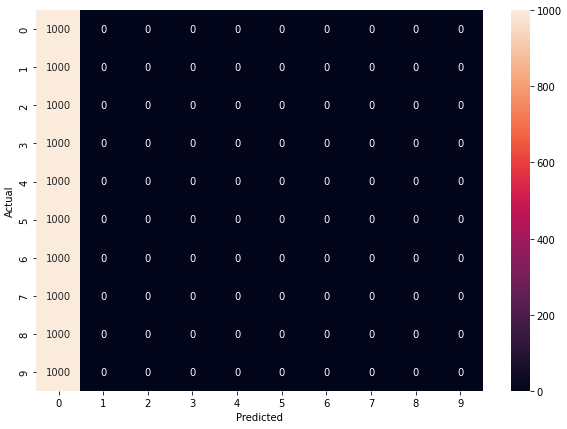 0 1000 0 0 0 0 0 0 0 0 0
1 1000 0 0 0 0 0 0 0 0 0
2 1000 0 0 0 0 0 0 0 0 0
3 1000 0 0 0 0 0 0 0 0 0
4 1000 0 0 0 0 0 0 0 0 0
5 1000 0 0 0 0 0 0 0 0 0
6 1000 0 0 0 0 0 0 0 0 0
7 1000 0 0 0 0 0 0 0 0 0
8 1000 0 0 0 0 0 0 0 0 0
9 1000 0 0 0 0 0 0 0 0 0
0 1 2 3 4 5 6 7 8 9
Actual
Predicted
1000
800
600
400
200
0